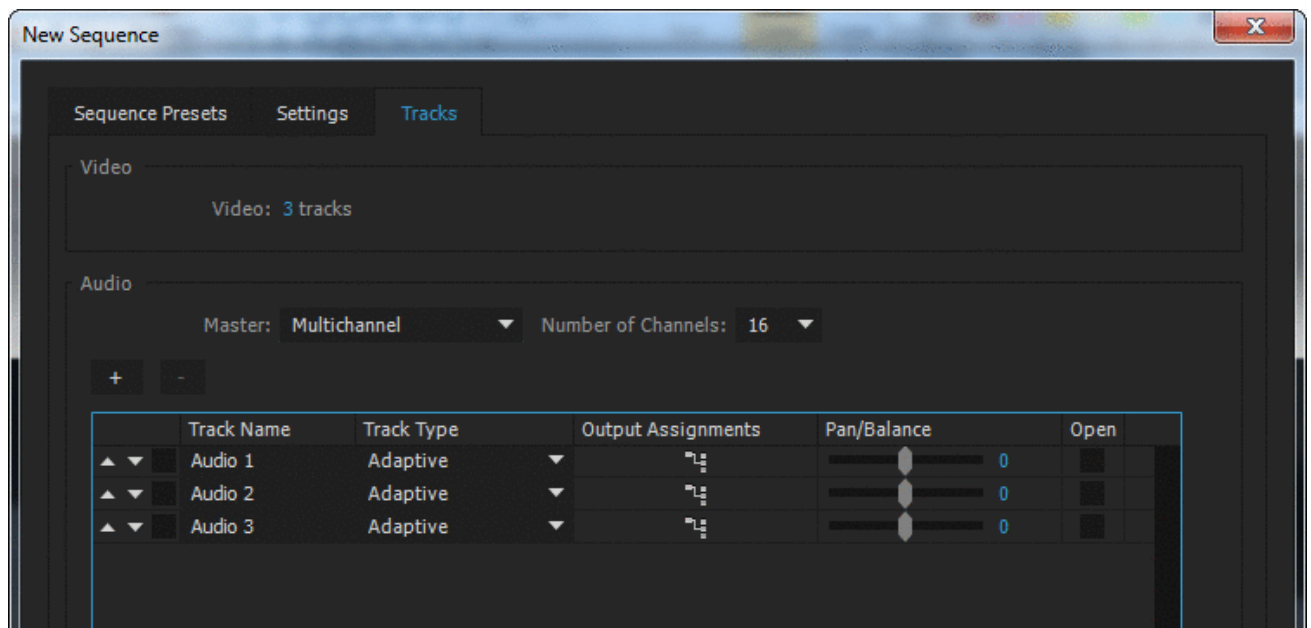 New Sequence
Sequence Presets Settings Tracks
Video
Video: 3 tracks
Audio
Master: Multichannel Number of Channels: 16
+ -
Track Name Track Type Output Assignments Pan/Balance Open
Audio 1 Adaptive 0
Audio 2 Adaptive 0
Audio 3 Adaptive 0